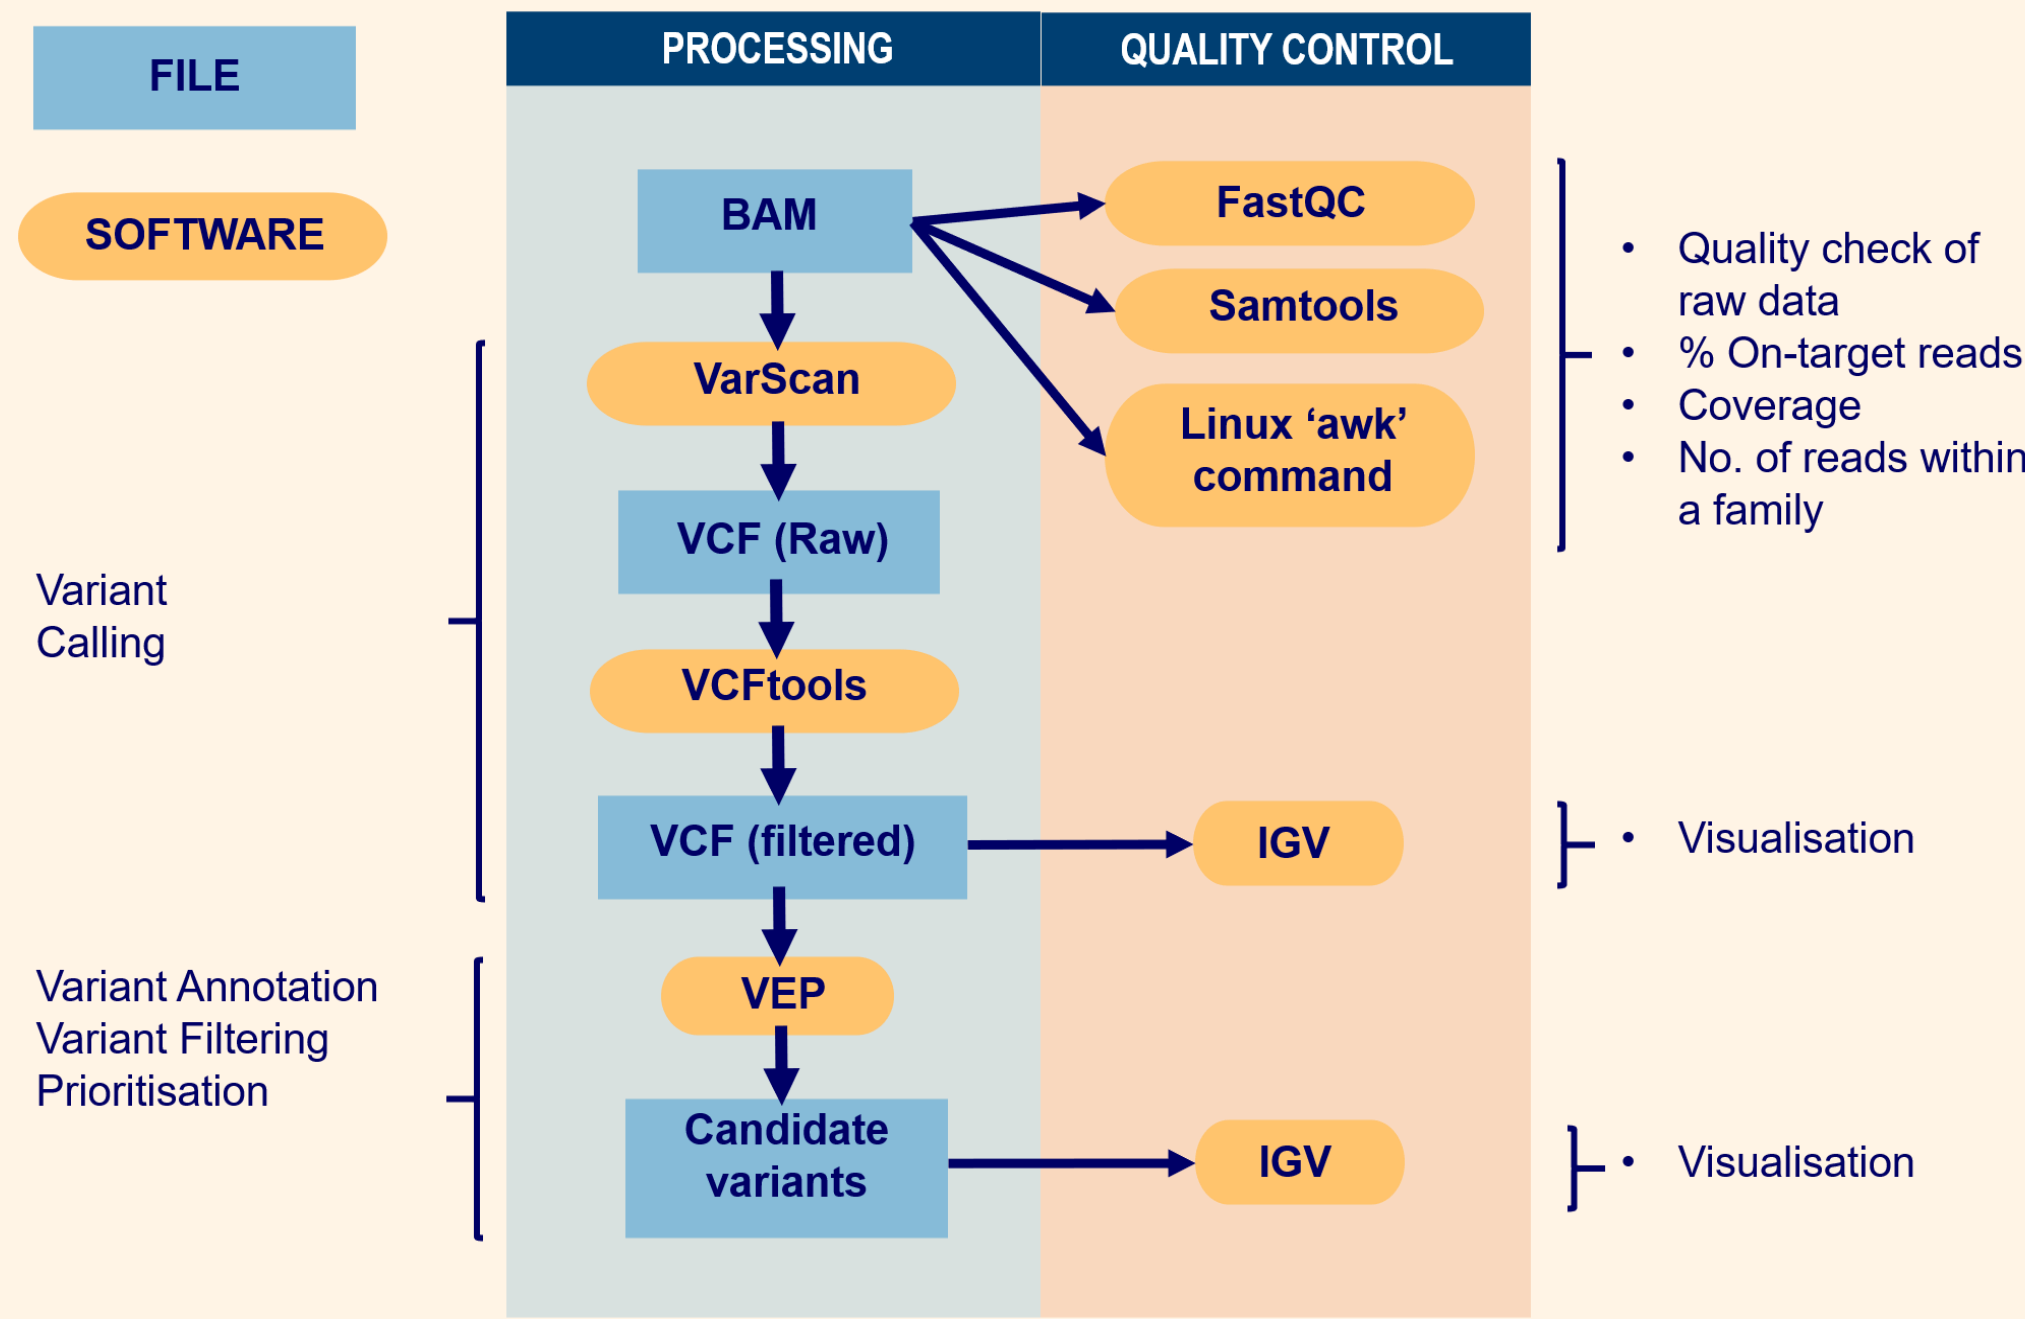 FILE
SOFTWARE
PROCESSING
QUALITY CONTROL
BAM
FastQC
Samtools
Linux ‘awk’
command
• Quality check of
raw data
• % On-target reads
• Coverage
• No. of reads within
a family
VarScan
VCF (Raw)
Variant
Calling
VCFtools
VCF (filtered)
IGV
• Visualisation
Variant Annotation
Variant Filtering
Prioritisation
VEP
Candidate
variants
IGV
• Visualisation